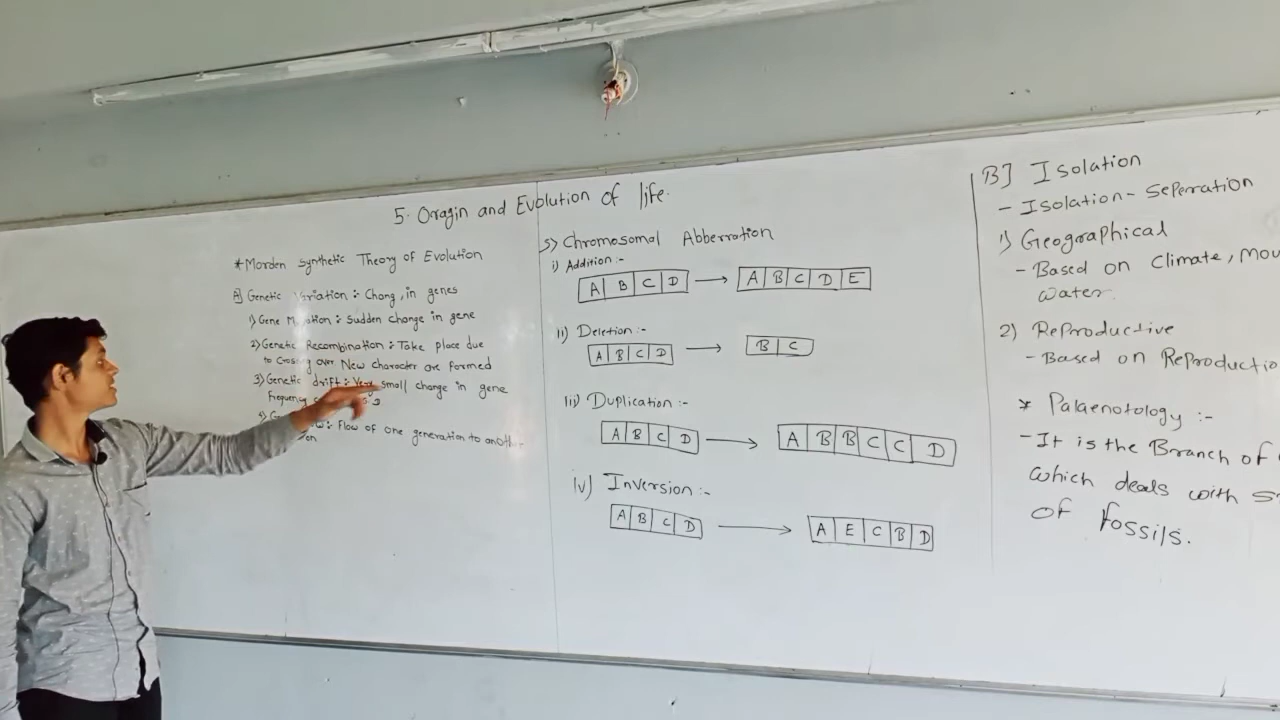 5. Oragin and Evolution of life.
*Morden Synthetic Theory of Evolution
A] Genetic Variation :- Chang, in genes
1) Gene M :- Sudden change in gene
2) Genetic Recombination :- Take place due
to Crossing over New character are formed
3) Genetic drift :- Very small change in gene
Frequency
4) :- Flow of one generation to anoth
5) Chromosomal Abberration
i) Addition :-
A B C D → A B C D E
ii) Deletion :-
A B C D → B C
iii) Duplication :-
A B C D → A B B C C D
iv) Inversion :-
A B C D → A E C B D
B] Isolation
- Isolation - Seperration
1) Geographical
- Based on Climate, Mou
Water.
2) Reproductive
- Based on Reproductio
* Palaenotology :-
- It is the Branch of
which deals with S
of Fossils.